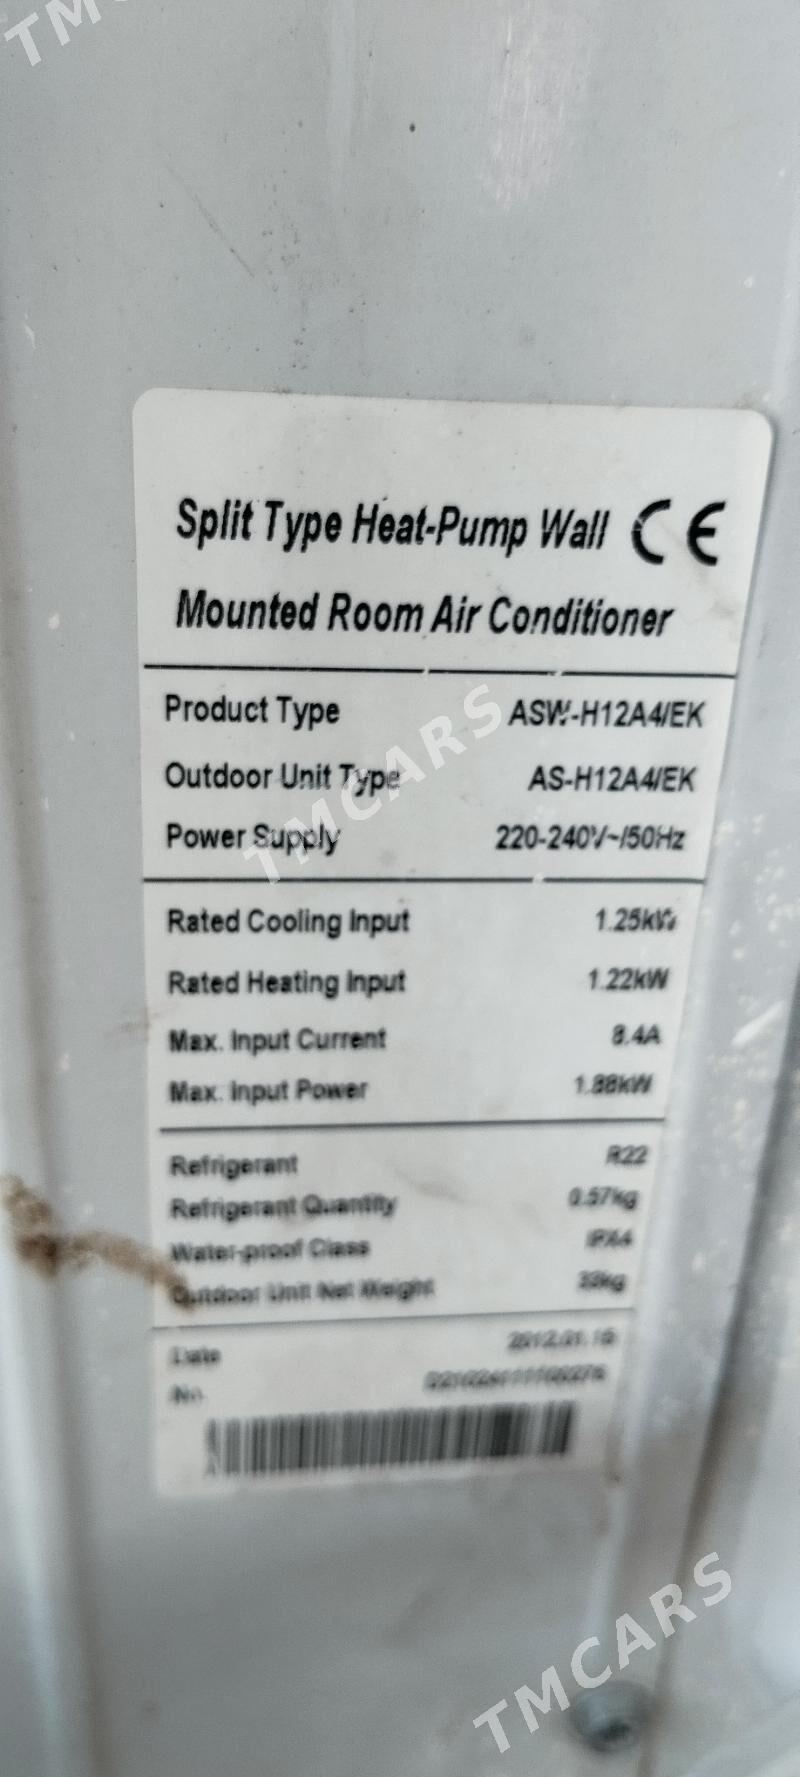 TMCARS
Split Type Heat-Pump Wall CE
Mounted Room Air Conditioner
Product Type ASW-H12A4/EK
Outdoor Unit Type AS-H12A4/EK
TMCARS
Power Supply 220-240V~/50Hz
Rated Cooling Input 1.25kW
Rated Heating Input 1.22kW
Max. Input Current 8.4A
Max. Input Power 1.88kW
Refrigerant R22
Refrigerant Quantity 0.57kg
Water-proof Class IPX4
Outdoor Unit Net Weight
Date
No.
TMCARS